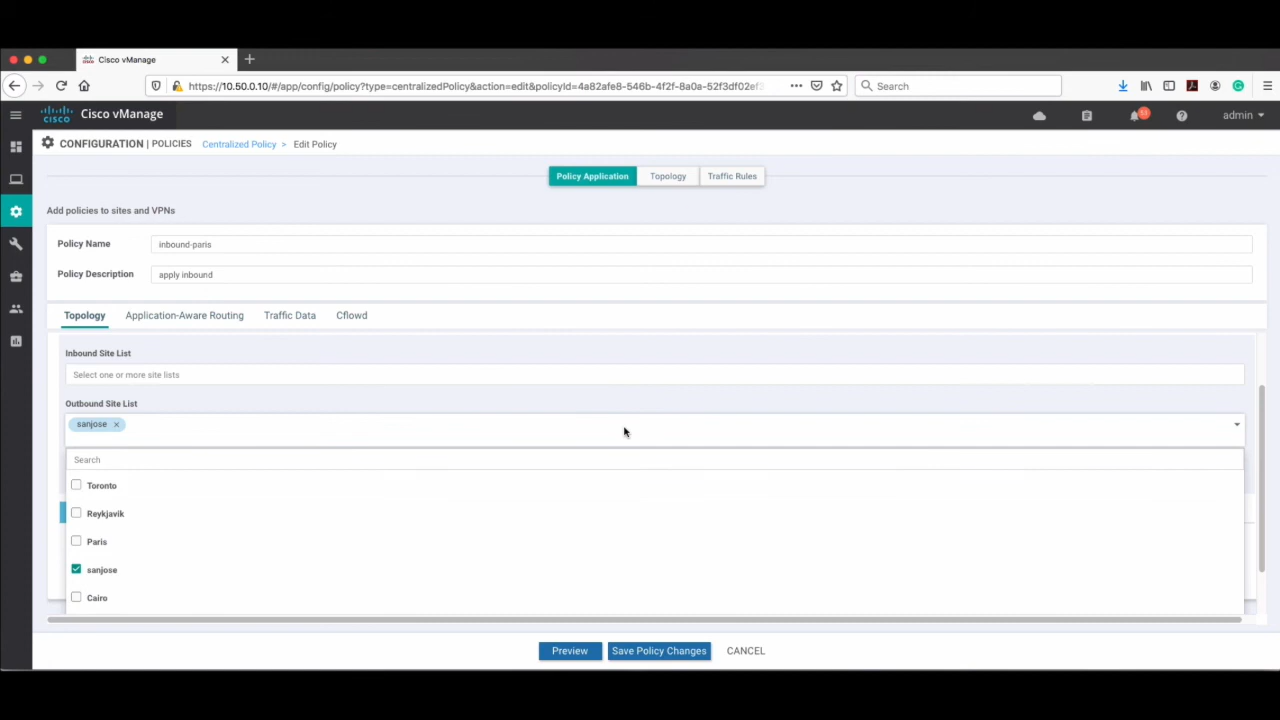 Cisco vManage
https://10.50.0.10/#/app/config/policy?type=centralizedPolicy&action=edit&policyId=4a82afe8-546b-4f2f-8a0a-52f3df02ef
Search
cisco
Cisco vManage
admin
CONFIGURATION | POLICIES Centralized Policy > Edit Policy
Policy Application Topology Traffic Rules
Add policies to sites and VPNs
Policy Name inbound-paris
Policy Description apply inbound
Topology Application-Aware Routing Traffic Data Cflowd
Inbound Site List
Select one or more site lists
Outbound Site List
sanjose ×
Search
Toronto
Reykjavik
Paris
sanjose
Cairo
Preview Save Policy Changes CANCEL